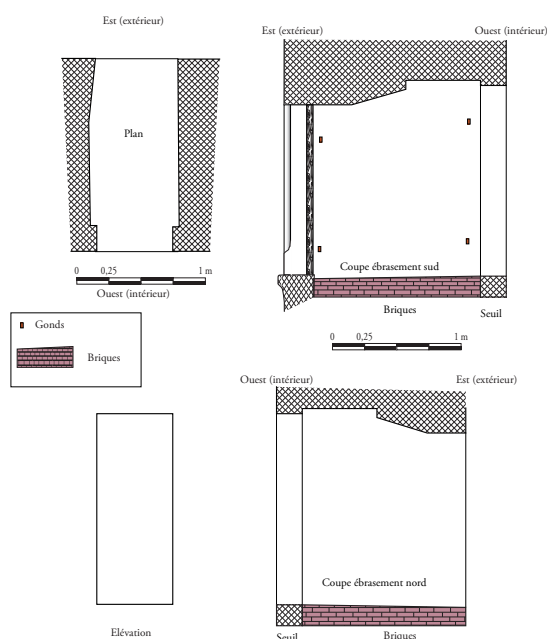 Est (extérieur)
Plan
0 0,25 1 m
Ouest (intérieur)
Est (extérieur)
Ouest (intérieur)
Coupe ébrasement sud
Briques
Seuil
0 0,25 1 m
Gonds
Briques
Elévation
Ouest (intérieur)
Est (extérieur)
Coupe ébrasement nord
Seuil
Briques